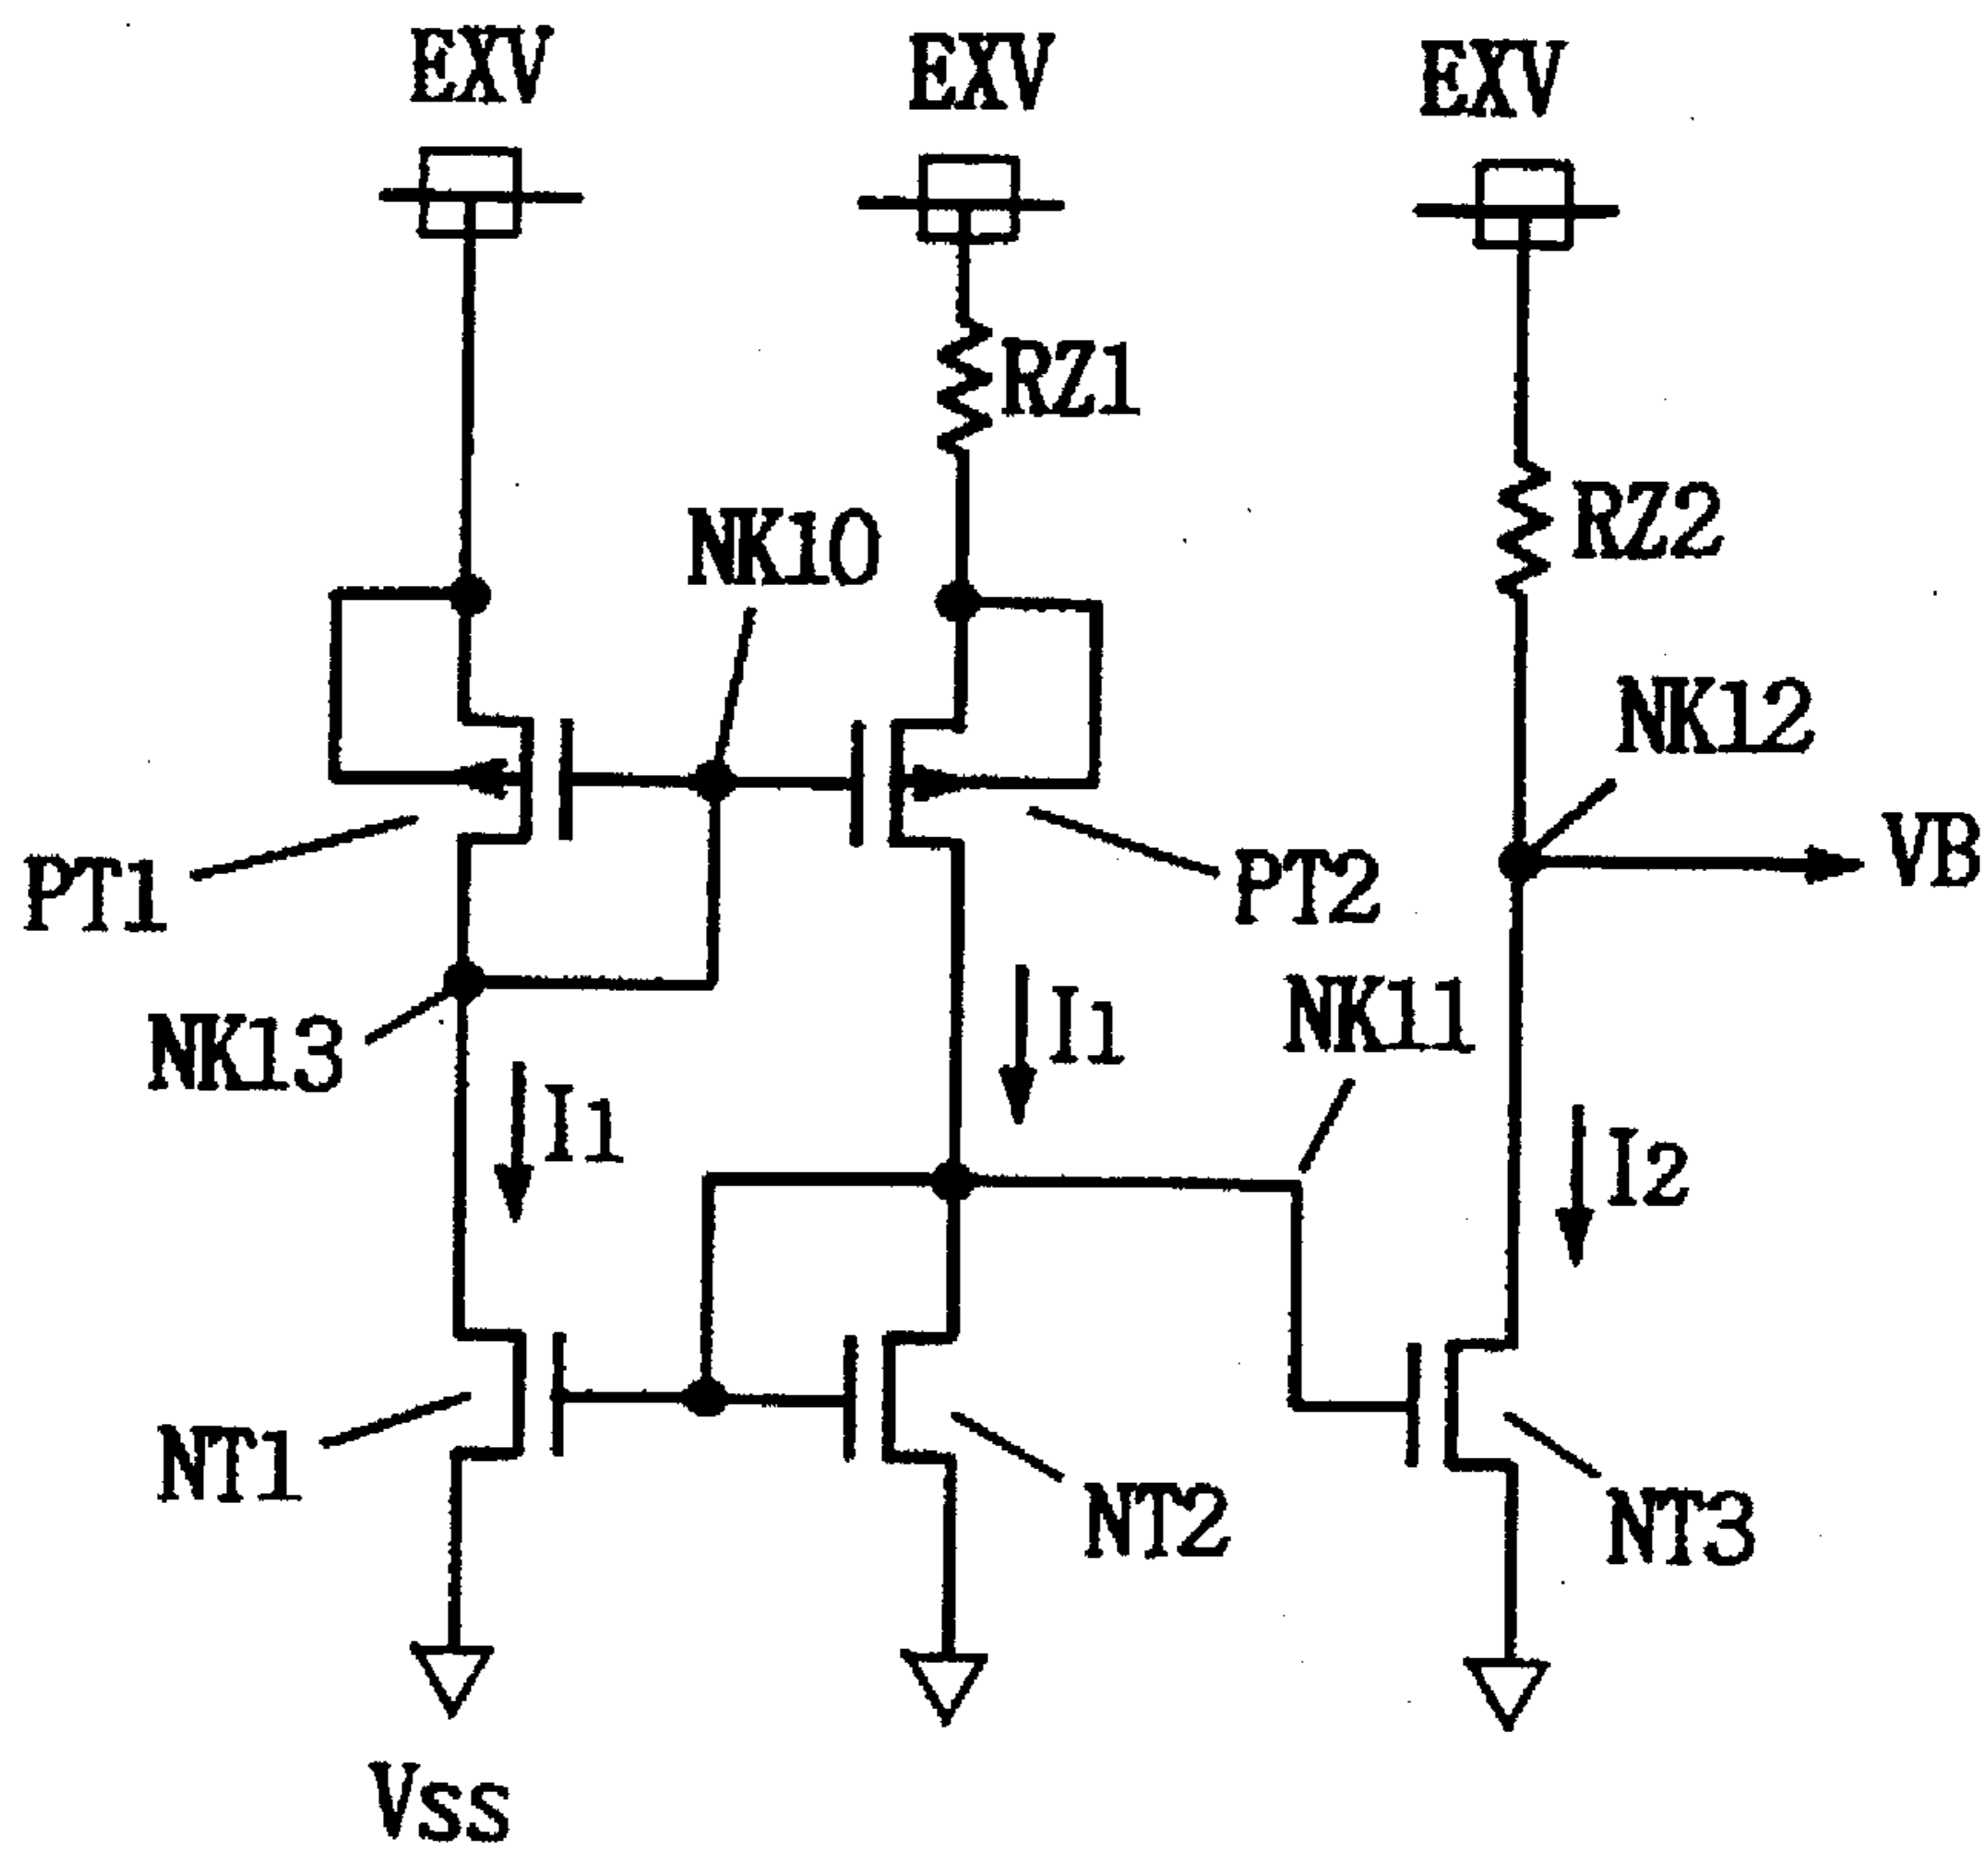 EXV
EXV
EXV
RZ1
RZ2
NK10
NK12
VB
PT1
PT2
NK13
NK11
I1
I1
I2
NT1
NT2
NT3
VSS